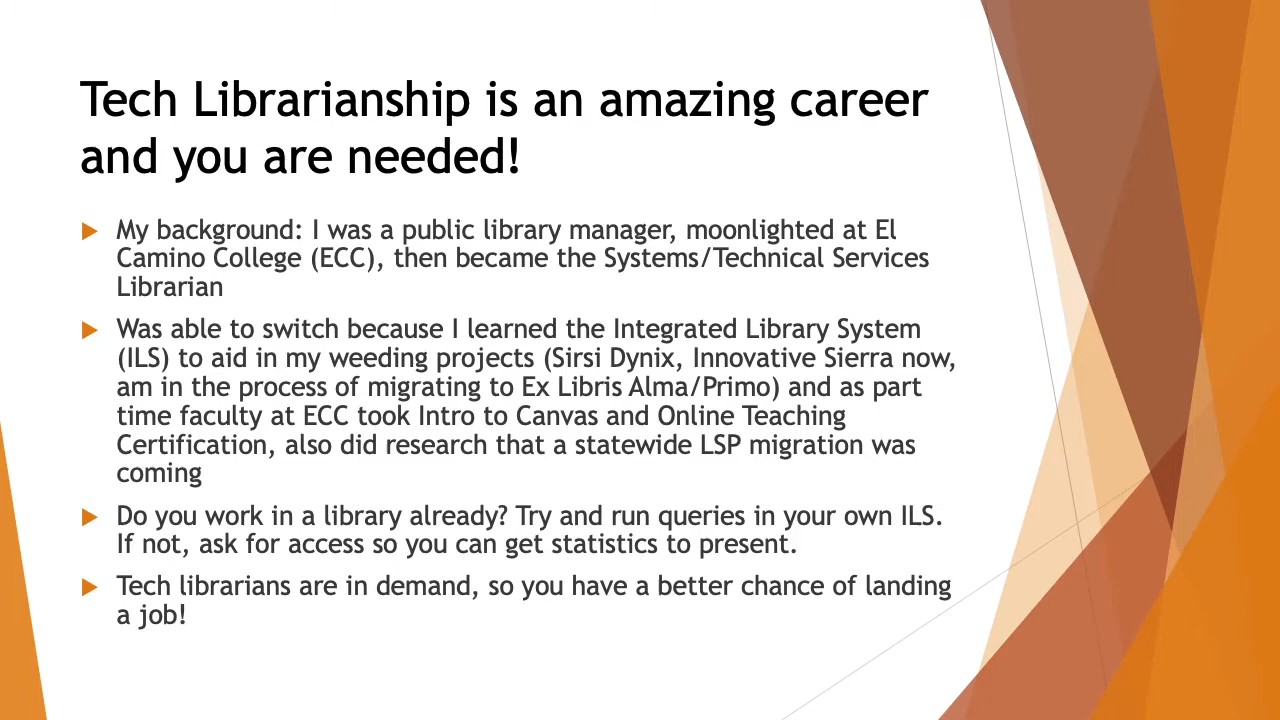 Tech Librarianship is an amazing career
and you are needed!
My background: I was a public library manager, moonlighted at El
Camino College (ECC), then became the Systems/Technical Services
Librarian
Was able to switch because I learned the Integrated Library System
(ILS) to aid in my weeding projects (Sirsi Dynix, Innovative Sierra now,
am in the process of migrating to Ex Libris Alma/Primo) and as part
time faculty at ECC took Intro to Canvas and Online Teaching
Certification, also did research that a statewide LSP migration was
coming
Do you work in a library already? Try and run queries in your own ILS.
If not, ask for access so you can get statistics to present.
Tech librarians are in demand, so you have a better chance of landing
a job!